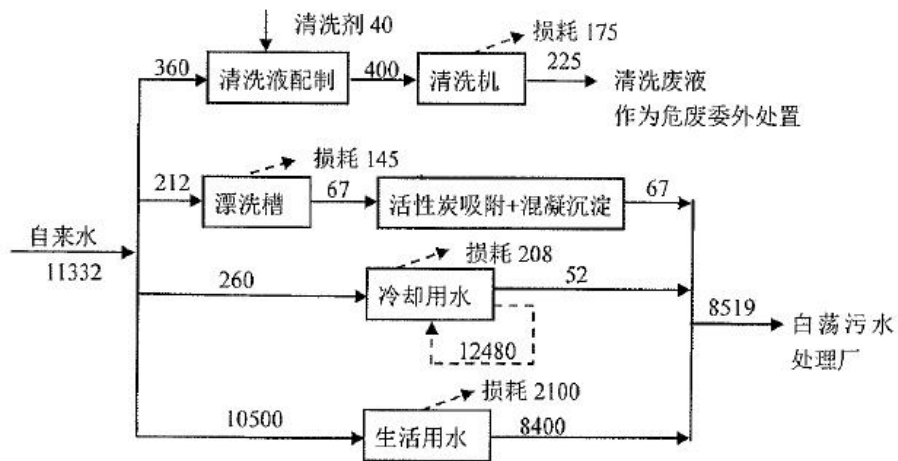 清洗剂 40
损耗 175
360
清洗液配制
400
清洗机
225
清洗废液
作为危废委外处置
损耗 145
212
漂洗槽
67
活性炭吸附+混凝沉淀
67
自来水
11332
损耗 208
260
冷却用水
52
12480
8519
白荡污水
处理厂
损耗 2100
10500
生活用水
8400